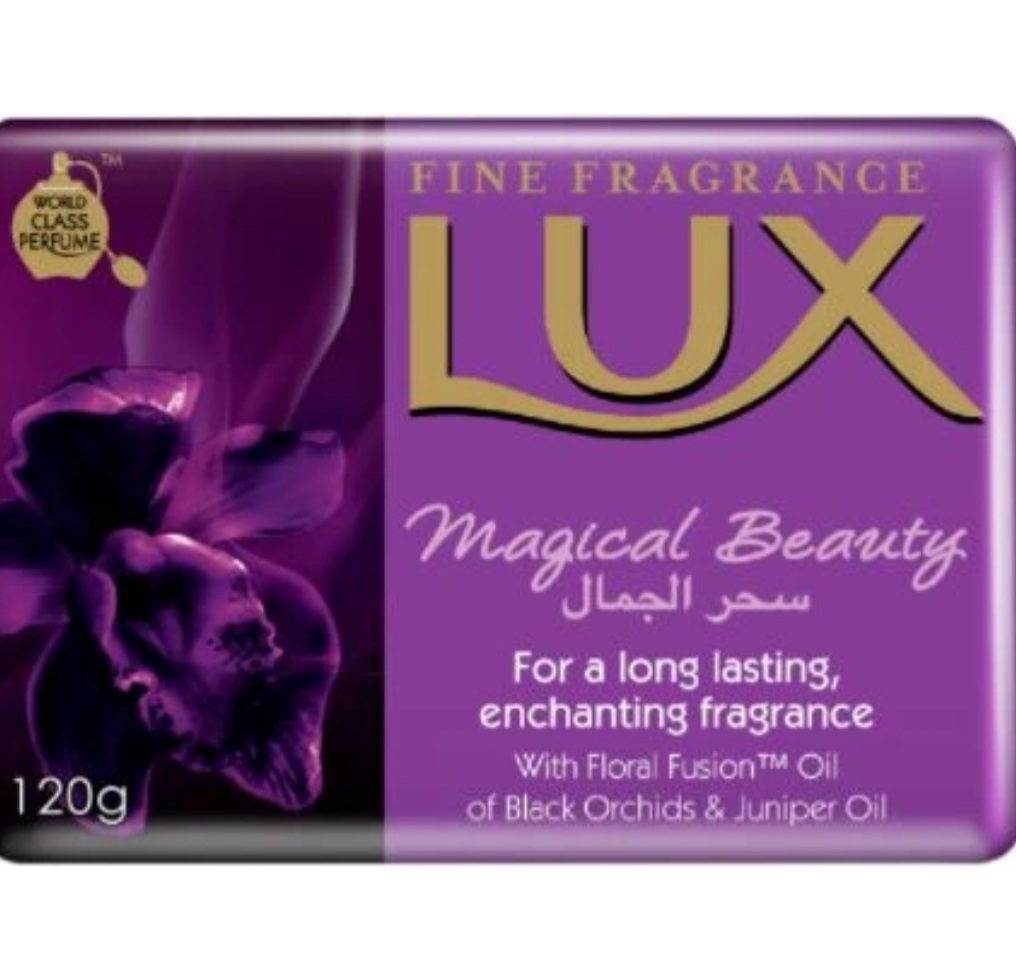 ™
WORLD
CLASS
PERFUME
FINE FRAGRANCE
LUX
Magical Beauty
سحر الجمال
For a long lasting,
enchanting fragrance
With Floral Fusion™ Oil
of Black Orchids & Juniper Oil
120g